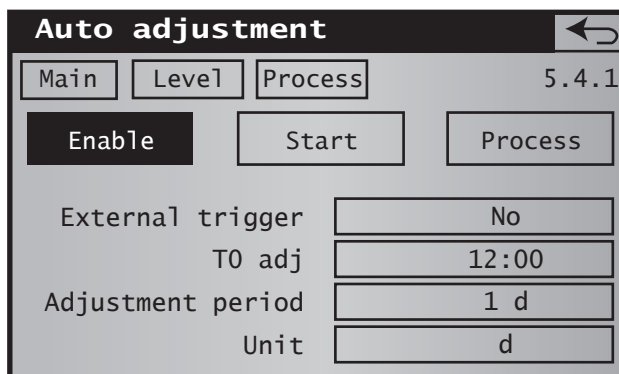 Auto adjustment
Main Level Process 5.4.1
Enable Start Process
External trigger No
T0 adj 12:00
Adjustment period 1 d
Unit d